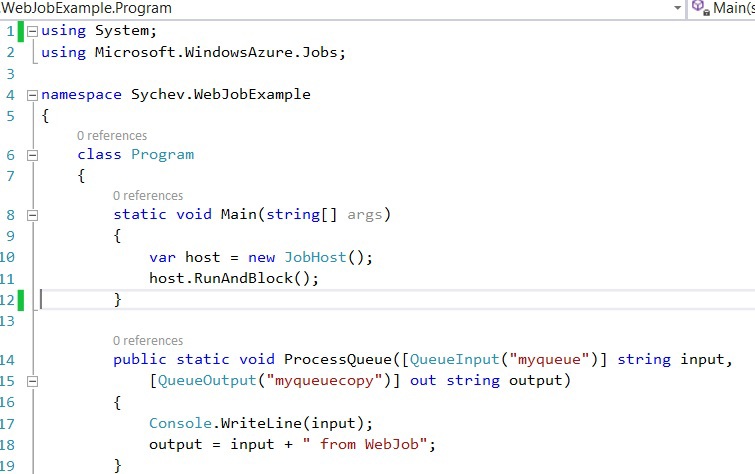 .WebJobExample.Program Main(s
1 using System;
2 using Microsoft.WindowsAzure.Jobs;
3
4 namespace Sychev.WebJobExample
5 {
0 references
6 class Program
7 {
0 references
8 static void Main(string[] args)
9 {
10 var host = new JobHost();
11 host.RunAndBlock();
12 }
13
0 references
14 public static void ProcessQueue([QueueInput("myqueue")] string input,
15 [QueueOutput("myqueuecopy")] out string output)
16 {
17 Console.WriteLine(input);
18 output = input + " from WebJob";
19 }